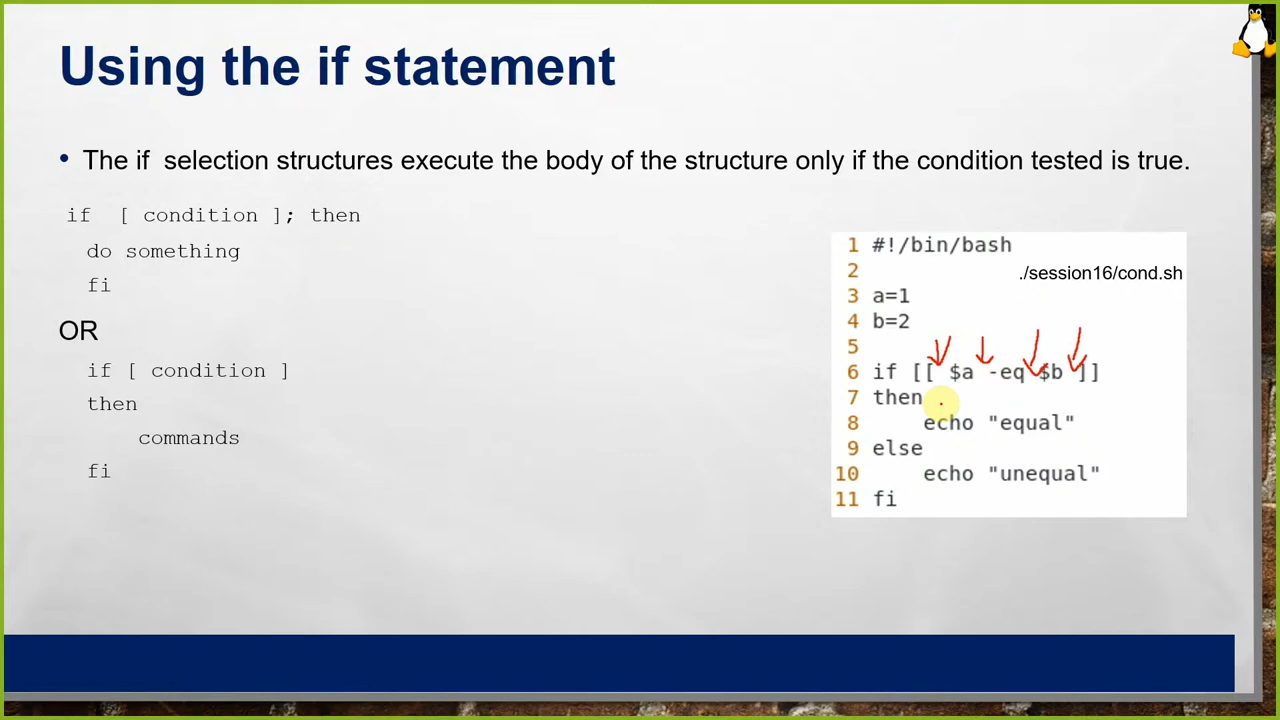 Using the if statement
• The if selection structures execute the body of the structure only if the condition tested is true.
if [ condition ]; then
do something
fi
OR
if [ condition ]
then
commands
fi
1 #!/bin/bash
2
./session16/cond.sh
3 a=1
4 b=2
5
6 if [[ $a -eq $b ]]
7 then
8 echo "equal"
9 else
10 echo "unequal"
11 fi